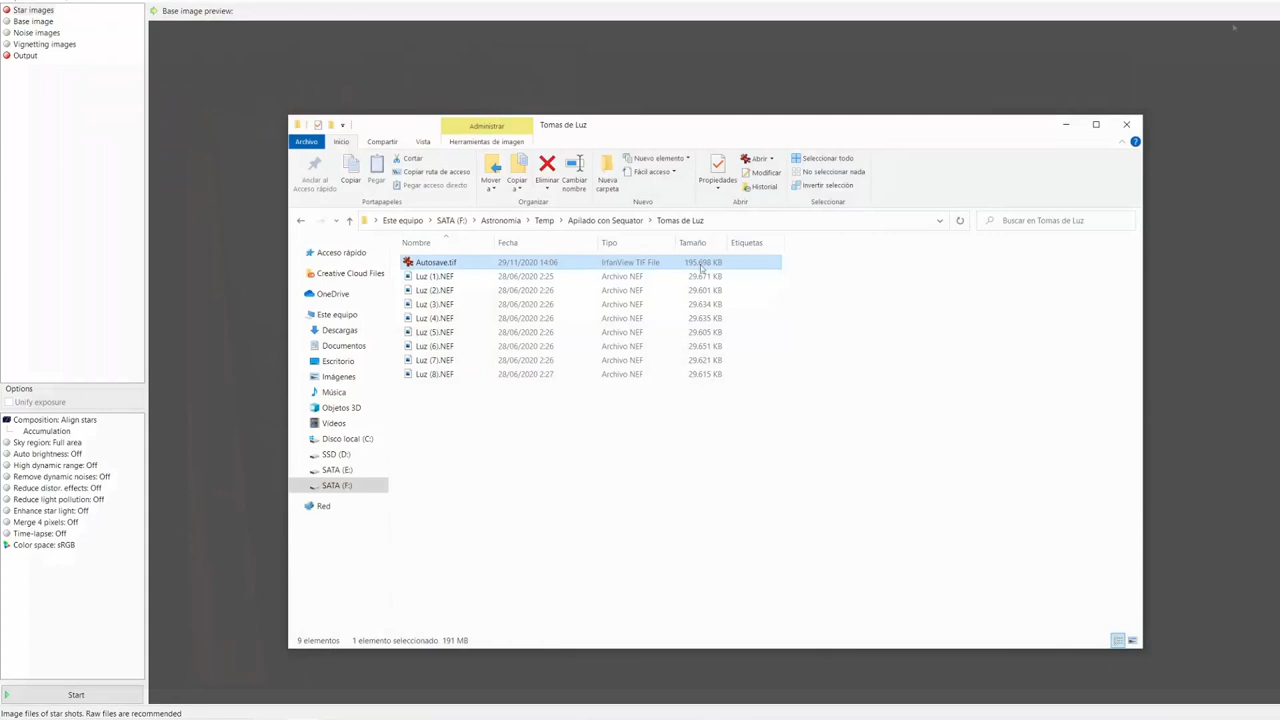 Star images
Base image
Noise images
Vignetting images
Output
Options
Unify exposure
Composition: Align stars
Accumulation
Sky region: Full area
Auto brightness: Off
High dynamic range: Off
Remove dynamic noises: Off
Reduce distor. effects: Off
Reduce light pollution: Off
Enhance star light: Off
Merge 4 pixels: Off
Time-lapse: Off
Color space: sRGB
Start
Image files of star shots. Raw files are recommended
Base image preview:
Administrar Tomas de Luz
Archivo Inicio Compartir Vista Herramientas de imagen
Anclar al Acceso rápido
Copiar
Pegar
Cortar
Copiar ruta de acceso
Pegar acceso directo
Portapapeles
Mover a
Copiar a
Eliminar
Cambiar nombre
Organizar
Nueva carpeta
Nuevo elemento
Fácil acceso
Nuevo
Propiedades
Abrir
Modificar
Historial
Abrir
Seleccionar todo
No seleccionar nada
Invertir selección
Seleccionar
Este equipo > SATA (F:) > Astronomia > Temp > Apilado con Sequator > Tomas de Luz
Buscar en Tomas de Luz
Acceso rápido
Creative Cloud Files
OneDrive
Este equipo
Descargas
Documentos
Escritorio
Imágenes
Música
Objetos 3D
Vídeos
Disco local (C:)
SSD (D:)
SATA (E:)
SATA (F:)
Red
Nombre Fecha Tipo Tamaño Etiquetas
Autosave.tif 29/11/2020 14:06 IrfanView TIF File 195.698 KB
Luz (1).NEF 28/06/2020 2:25 Archivo NEF 29.671 KB
Luz (2).NEF 28/06/2020 2:26 Archivo NEF 29.601 KB
Luz (3).NEF 28/06/2020 2:26 Archivo NEF 29.634 KB
Luz (4).NEF 28/06/2020 2:26 Archivo NEF 29.635 KB
Luz (5).NEF 28/06/2020 2:26 Archivo NEF 29.605 KB
Luz (6).NEF 28/06/2020 2:26 Archivo NEF 29.651 KB
Luz (7).NEF 28/06/2020 2:26 Archivo NEF 29.621 KB
Luz (8).NEF 28/06/2020 2:27 Archivo NEF 29.615 KB
9 elementos 1 elemento seleccionado 191 MB